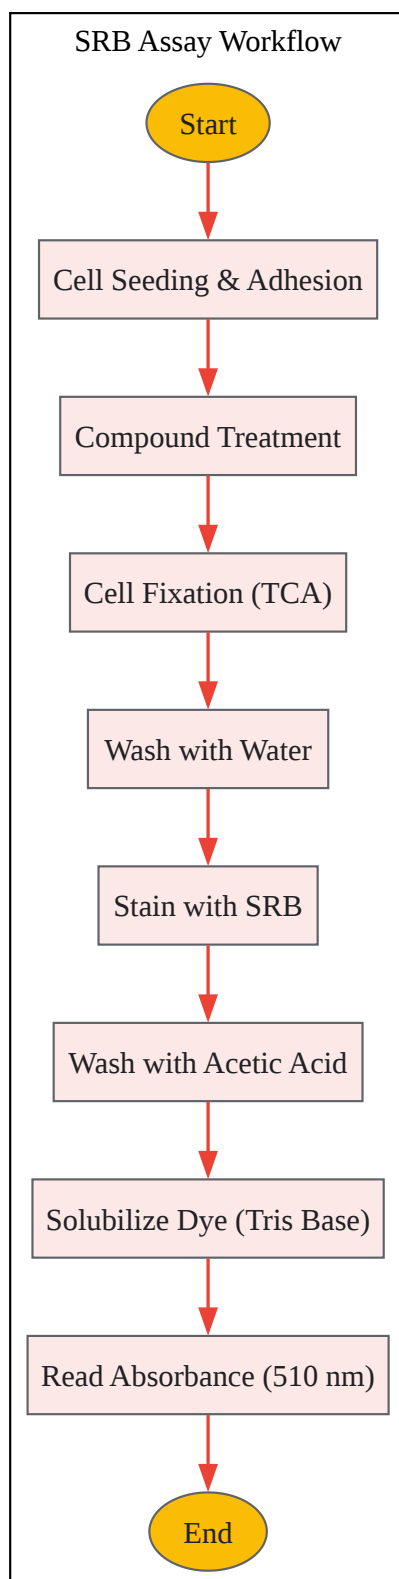 SRB Assay Workflow
Start
Cell Seeding & Adhesion
Compound Treatment
Cell Fixation (TCA)
Wash with Water
Stain with SRB
Wash with Acetic Acid
Solubilize Dye (Tris Base)
Read Absorbance (510 nm)
End